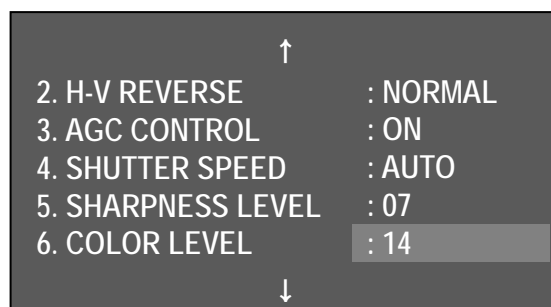 ↑
2. H-V REVERSE : NORMAL
3. AGC CONTROL : ON
4. SHUTTER SPEED : AUTO
5. SHARPNESS LEVEL : 07
6. COLOR LEVEL : 14
↓